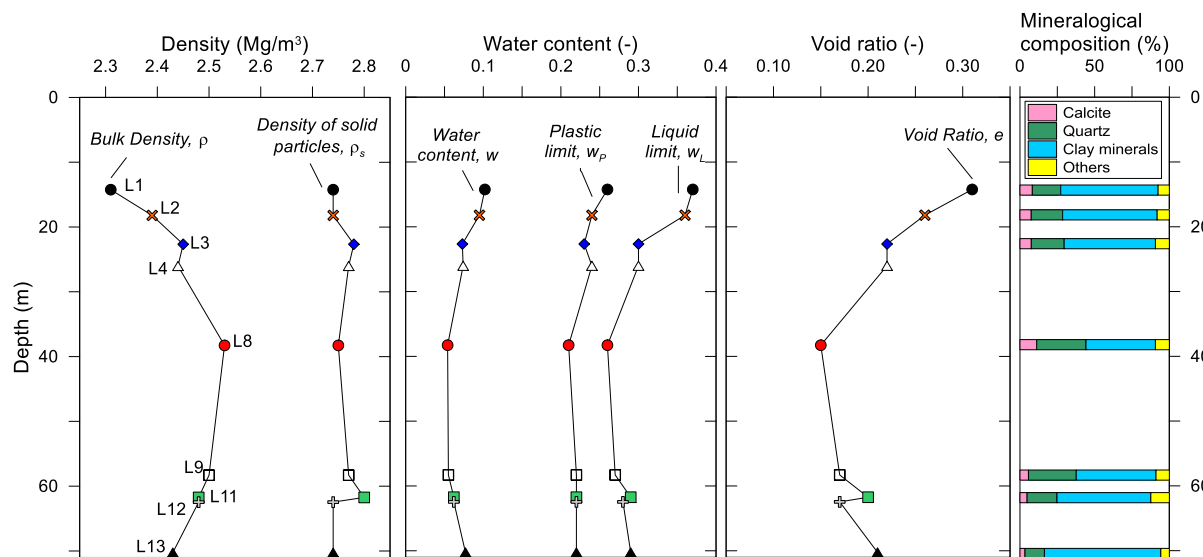 Density (Mg/m³)
2.3 2.4 2.5 2.6 2.7 2.8
Water content (-)
0 0.1 0.2 0.3 0.4
Void ratio (-)
0.10 0.20 0.30
Mineralogical
composition (%)
0 50 100
Depth (m)
0
20
40
60
Bulk Density, ρ
Density of solid
particles, ρs
L1
L2
L3
L4
L8
L9
L11
L12
L13
Water
content, w
Plastic
limit, wP
Liquid
limit, wL
Void Ratio, e
Calcite
Quartz
Clay minerals
Others
0
20
40
60